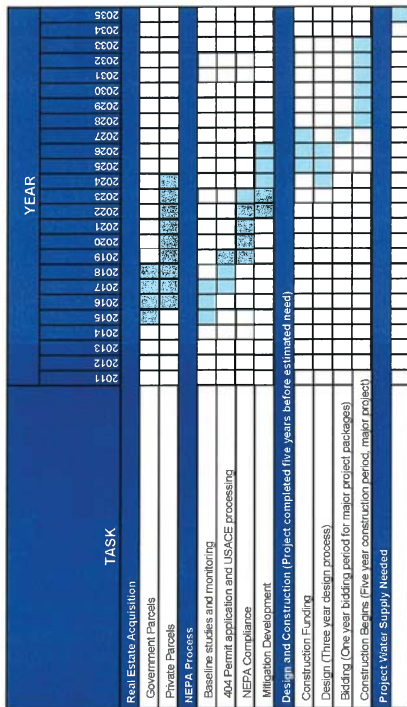 TASK
YEAR
2011 2012 2013 2014 2015 2016 2017 2018 2019 2020 2021 2022 2023 2024 2025 2026 2027 2028 2029 2030 2031 2032 2033 2034 2035
Real Estate Acquisition
Government Parcels
Private Parcels
NEPA Process
Baseline studies and monitoring
404 Permit application and USACE processing
NEPA Compliance
Mitigation Development
Design and Construction (Project completed five years before estimated need)
Construction Funding
Design (Three year design process)
Bidding (One year bidding period for major project packages)
Construction Begins (Five year construction period, major project)
Project Water Supply Needed